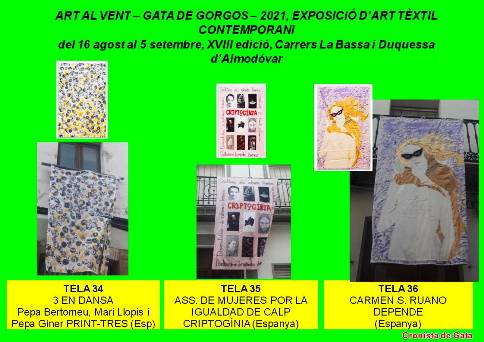 ART AL VENT – GATA DE GORGOS – 2021, EXPOSICIÓ D'ART TÈXTIL
CONTEMPORANi
del 16 agost al 5 setembre, XVIII edició, Carrers La Bassa i Duquessa
d'Almodóvar
CRIPTOGÍNIA
CRIPTOGÍNIA
TELA 34
3 EN DANSA
Pepa Bertomeu, Mari Llopis i
Pepa Giner PRINT-TRES (Esp)
TELA 35
ASS. DE MUJERES POR LA
IGUALDAD DE CALP
CRIPTOGÍNIA (Espanya)
TELA 36
CARMEN S. RUANO
DEPENDE
(Espanya)
Cronista de Gata